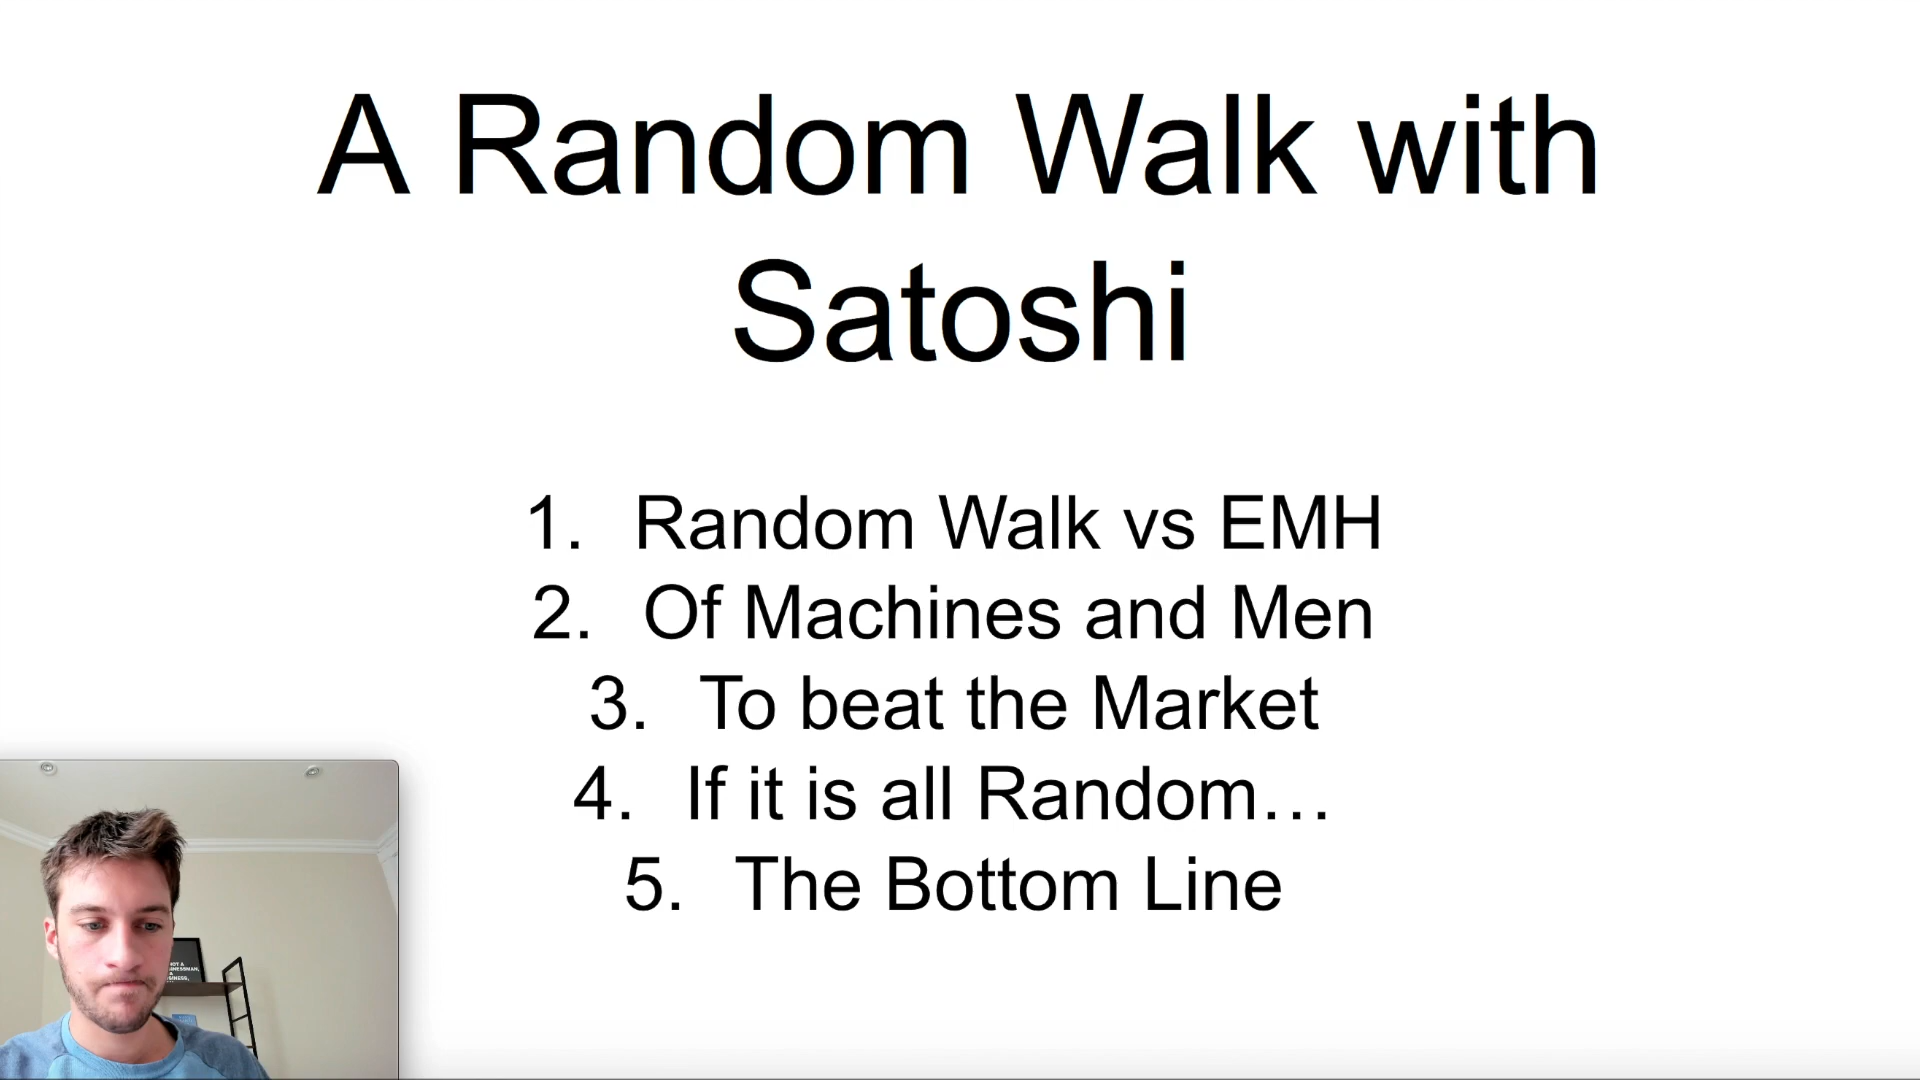 A Random Walk with
Satoshi
1. Random Walk vs EMH
2. Of Machines and Men
3. To beat the Market
4. If it is all Random…
5. The Bottom Line